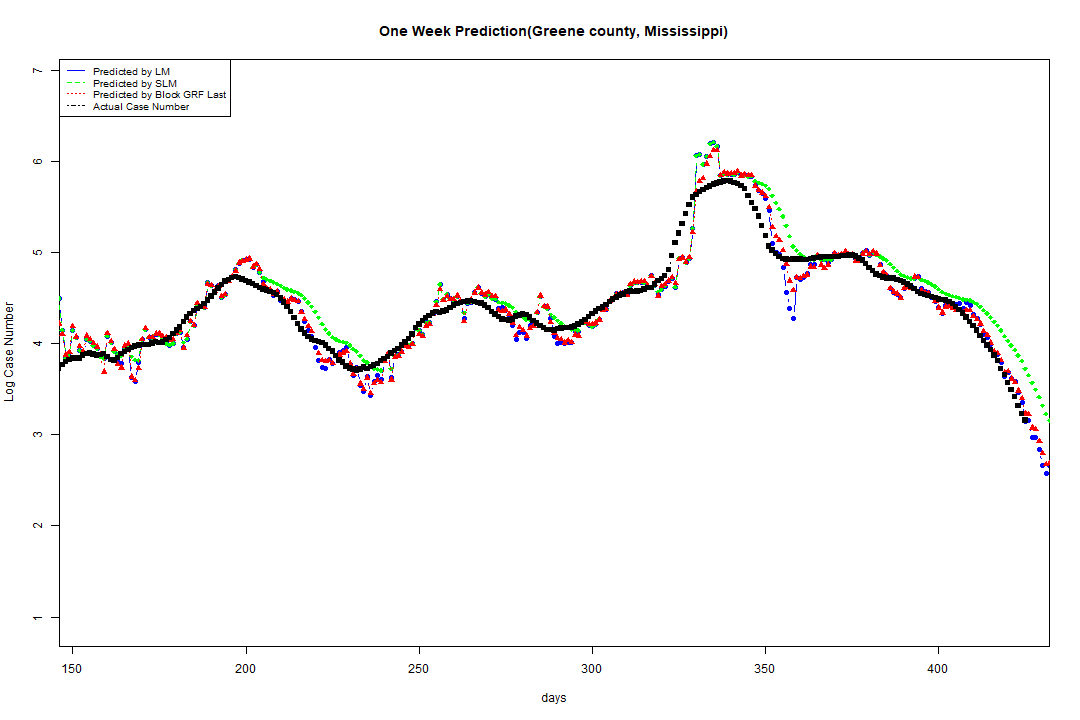 One Week Prediction(Greene county, Mississippi)
Predicted by LM
Predicted by SLM
Predicted by Block GRF Last
Actual Case Number
7
6
5
4
3
2
1
Log Case Number
150 200 250 300 350 400
days